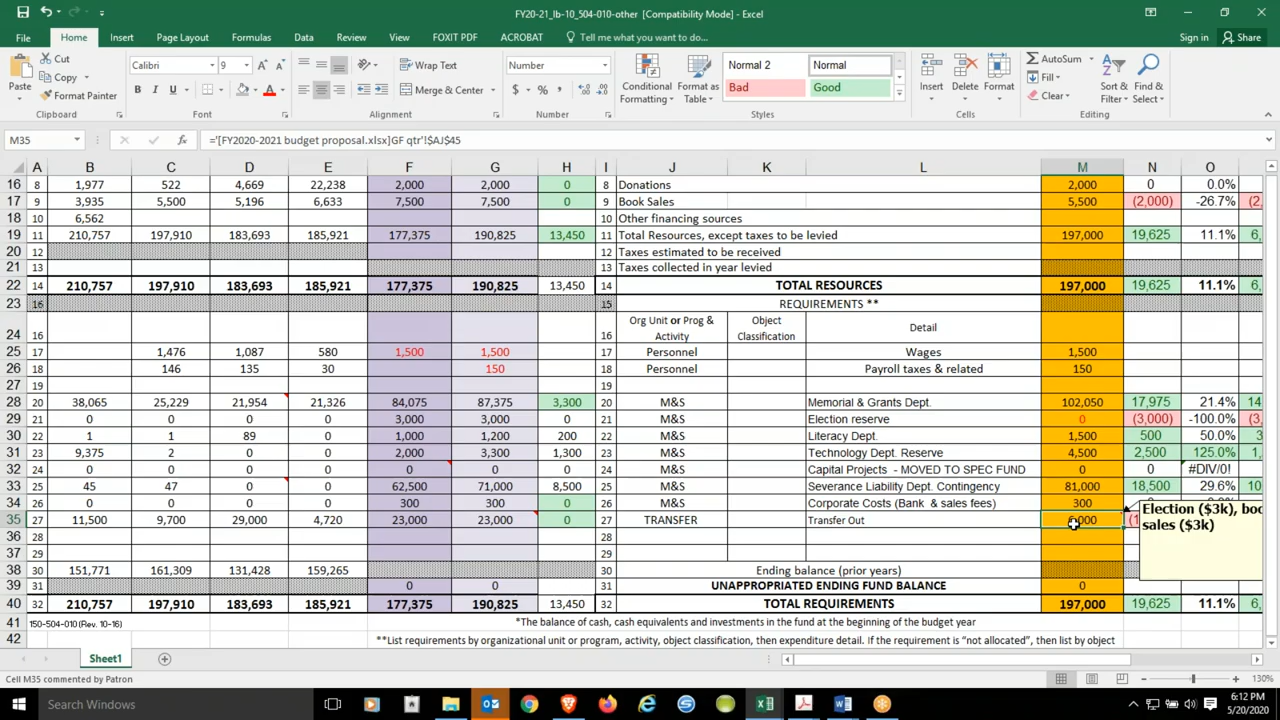 FY20-21_lb-10_504-010-other [Compatibility Mode] - Excel
File Home Insert Page Layout Formulas Data Review View FOXIT PDF ACROBAT Tell me what you want to do... Sign in Share
Cut
Copy
Format Painter
Paste
Clipboard
Calibri 9
B I U
Font
Wrap Text
Merge & Center
Alignment
Number
$ % ,
Number
Conditional Formatting
Format as Table
Normal 2 Normal
Bad Good
Styles
Insert Delete Format
Cells
AutoSum
Fill
Clear
Sort & Filter
Find & Select
Editing
M35 fx ='[FY2020-2021 budget proposal.xlsx]GF qtr'!$AJ$45
A B C D E F G H I J K L M N O
16 8 1,977 522 4,669 22,238 2,000 2,000 0 8 Donations 2,000 0 0.0%
17 9 3,935 5,500 5,196 6,633 7,500 7,500 0 9 Book Sales 5,500 (2,000) -26.7% (2,
18 10 6,562 10 Other financing sources
19 11 210,757 197,910 183,693 185,921 177,375 190,825 13,450 11 Total Resources, except taxes to be levied 197,000 19,625 11.1% 6,
20 12 12 Taxes estimated to be received
21 13 13 Taxes collected in year levied
22 14 210,757 197,910 183,693 185,921 177,375 190,825 13,450 14 TOTAL RESOURCES 197,000 19,625 11.1% 6,
23 16 15 REQUIREMENTS **
24 16 16 Org Unit or Prog & Activity Object Classification Detail
25 17 1,476 1,087 580 1,500 1,500 17 Personnel Wages 1,500
26 18 146 135 30 150 18 Personnel Payroll taxes & related 150
27 19 19
28 20 38,065 25,229 21,954 21,326 84,075 87,375 3,300 20 M&S Memorial & Grants Dept. 102,050 17,975 21.4% 14
29 21 0 0 0 0 3,000 3,000 0 21 M&S Election reserve 0 (3,000) -100.0% (3,
30 22 1 1 89 0 1,000 1,200 200 22 M&S Literacy Dept. 1,500 500 50.0% 3
31 23 9,375 2 0 0 2,000 3,300 1,300 23 M&S Technology Dept. Reserve 4,500 2,500 125.0% 1,
32 24 0 0 0 0 0 0 0 24 M&S Capital Projects - MOVED TO SPEC FUND 0 0 #DIV/0!
33 25 45 47 0 0 62,500 71,000 8,500 25 M&S Severance Liability Dept. Contingency 81,000 18,500 29.6% 10
34 26 0 0 0 0 300 300 0 26 M&S Corporate Costs (Bank & sales fees) 300
35 27 11,500 9,700 29,000 4,720 23,000 23,000 0 27 TRANSFER Transfer Out
Election ($3k), boo
sales ($3k)
36 28 28
37 29 29
38 30 151,771 161,309 131,428 159,265 30 Ending balance (prior years)
39 31 0 0 31 UNAPPROPRIATED ENDING FUND BALANCE 0
40 32 210,757 197,910 183,693 185,921 177,375 190,825 13,450 32 TOTAL REQUIREMENTS 197,000 19,625 11.1% 6,
41 150-504-010 (Rev. 10-16) *The balance of cash, cash equivalents and investments in the fund at the beginning of the budget year
42 **List requirements by organizational unit or program, activity, object classification, then expenditure detail. If the requirement is "not allocated", then list by object
Sheet1
Cell M35 commented by Patron 130%
Search Windows
6:12 PM
5/20/2020